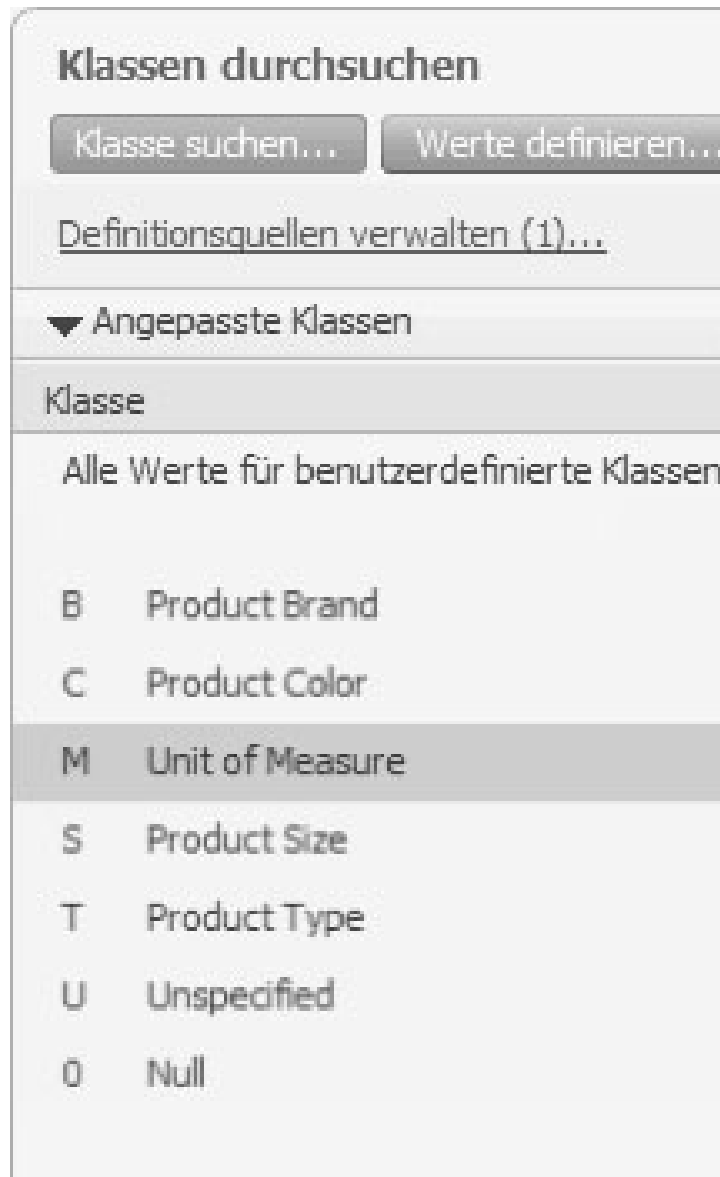 Klassen durchsuchen
Klasse suchen... Werte definieren...
Definitionsquellen verwalten (1)...
Angepasste Klassen
Klasse
Alle Werte für benutzerdefinierte Klassen
B Product Brand
C Product Color
M Unit of Measure
S Product Size
T Product Type
U Unspecified
0 Null